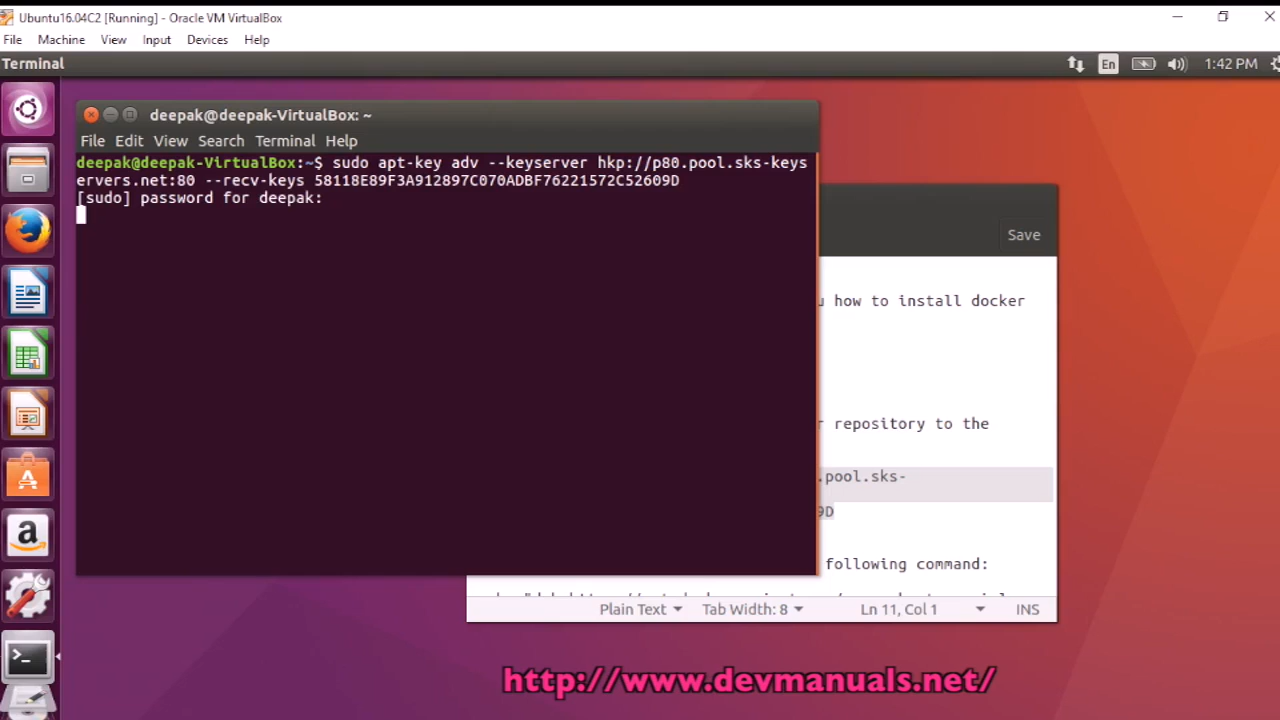 Ubuntu16.04C2 [Running] - Oracle VM VirtualBox
File Machine View Input Devices Help
Terminal
En
1:42 PM
deepak@deepak-VirtualBox: ~
File Edit View Search Terminal Help
deepak@deepak-VirtualBox:~$ sudo apt-key adv --keyserver hkp://p80.pool.sks-keys
ervers.net:80 --recv-keys 58118E89F3A912897C070ADBF76221572C52609D
[sudo] password for deepak:
Save
how to install docker
repository to the
.pool.sks-
9D
following command:
Plain Text Tab Width: 8 Ln 11, Col 1 INS
http://www.devmanuals.net/